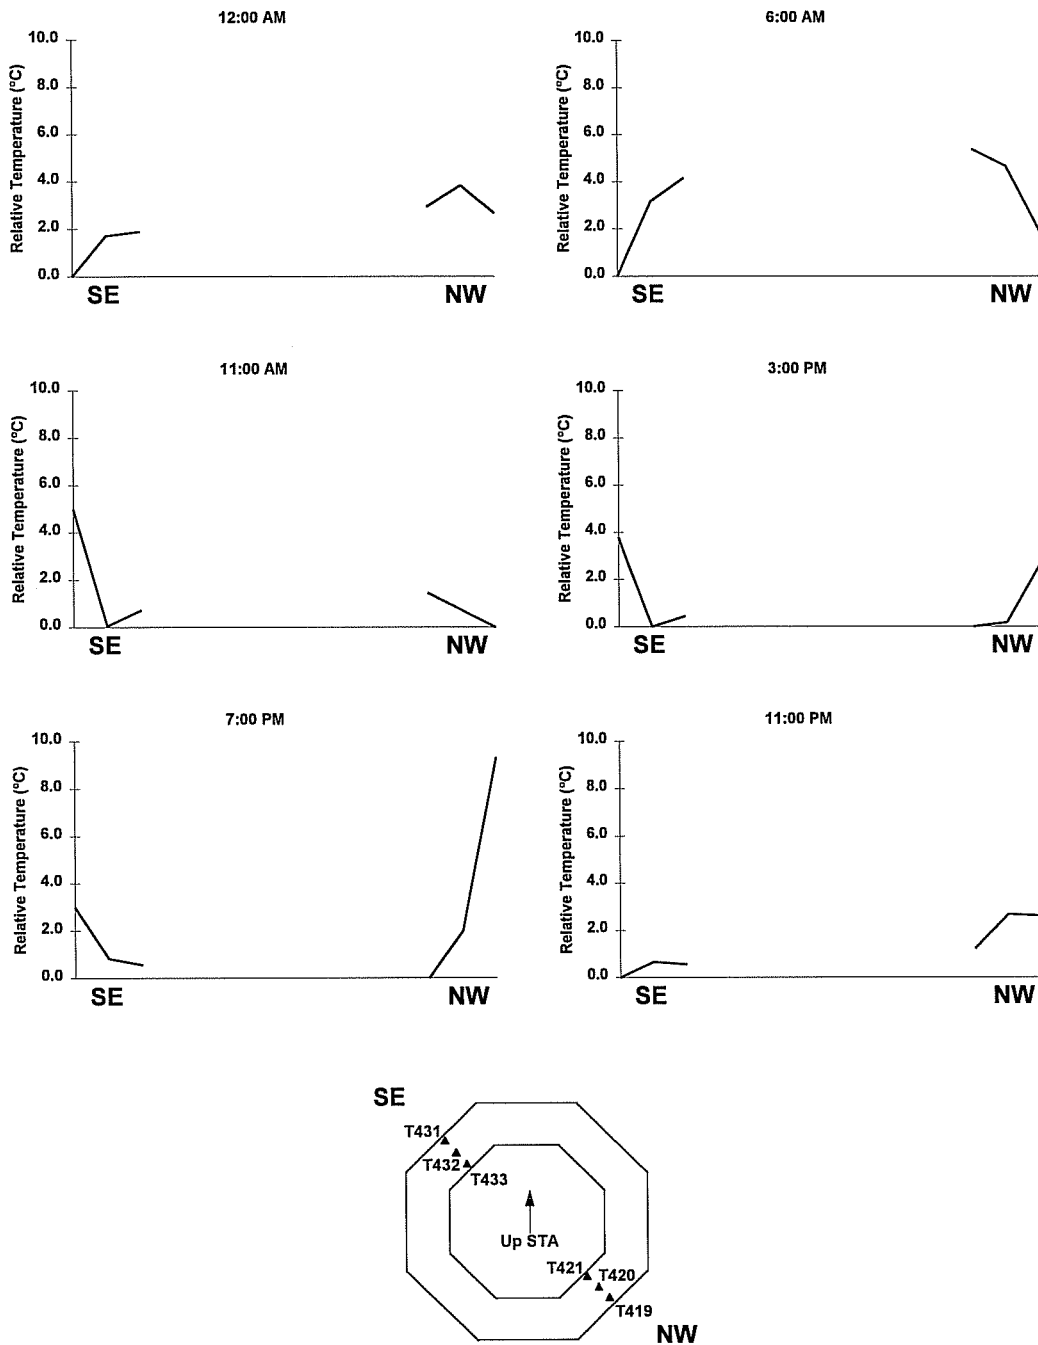 12:00 AM
10.0
8.0
6.0
4.0
2.0
0.0
Relative Temperature (ºC)
SE
NW
6:00 AM
10.0
8.0
6.0
4.0
2.0
0.0
Relative Temperature (ºC)
SE
NW
11:00 AM
10.0
8.0
6.0
4.0
2.0
0.0
Relative Temperature (ºC)
SE
NW
3:00 PM
10.0
8.0
6.0
4.0
2.0
0.0
Relative Temperature (ºC)
SE
NW
7:00 PM
10.0
8.0
6.0
4.0
2.0
0.0
Relative Temperature (ºC)
SE
NW
11:00 PM
10.0
8.0
6.0
4.0
2.0
0.0
Relative Temperature (ºC)
SE
NW
SE
T431
T432
T433
Up STA
T421
T420
T419
NW